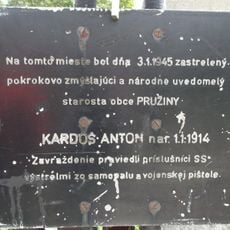 Na tomto mieste bol dňa 3.1.1945 zastrelený
pokrokovo zmýšľajúci a národne uvedomelý
starosta obce PRUŽINY
KARDOŠ ANTON nar. 1.1.1914
Zavraždenie previedli príslušníci SS
výstrelmi zo samopalu a vojenskej pištele.